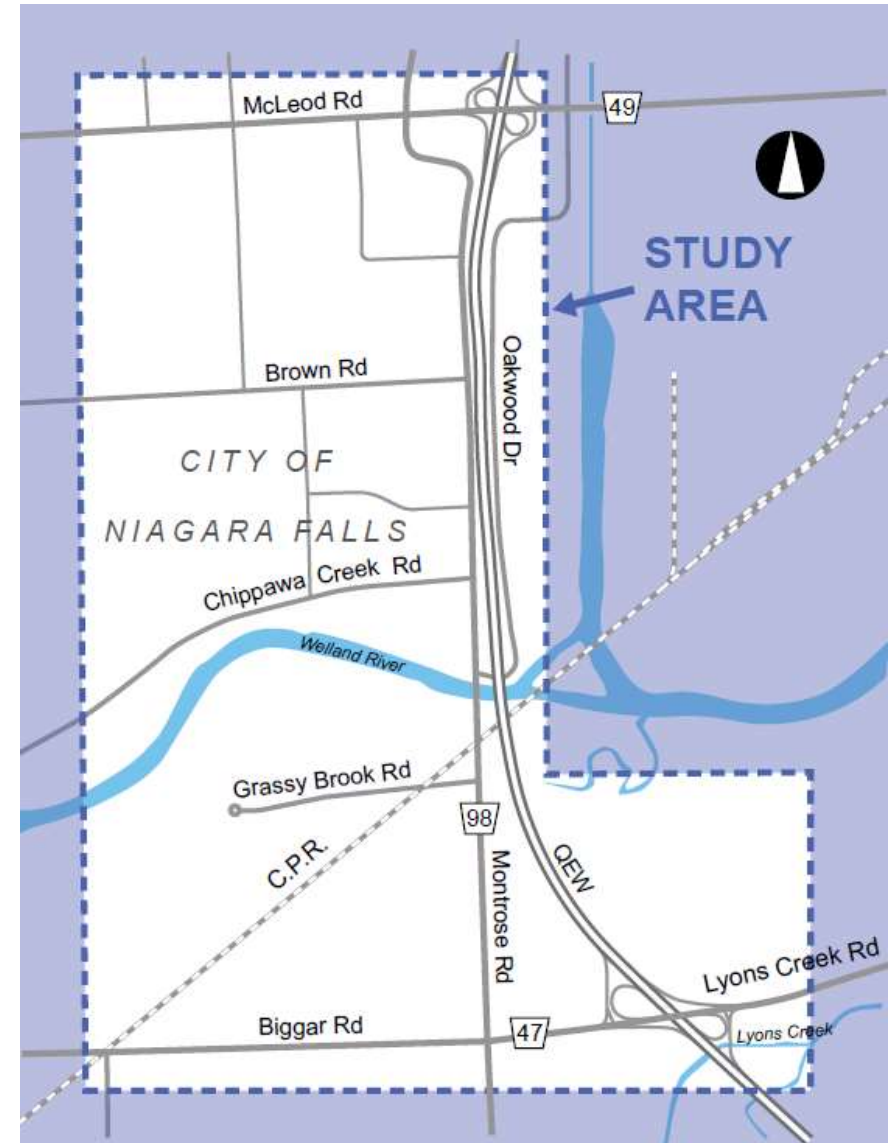 McLeod Rd
49
STUDY
AREA
Oakwood Dr
Brown Rd
CITY OF
NIAGARA FALLS
Chippawa Creek Rd
Welland River
Grassy Brook Rd
98
C.P.R.
Montrose Rd
QEW
Lyons Creek Rd
Biggar Rd
47
Lyons Creek